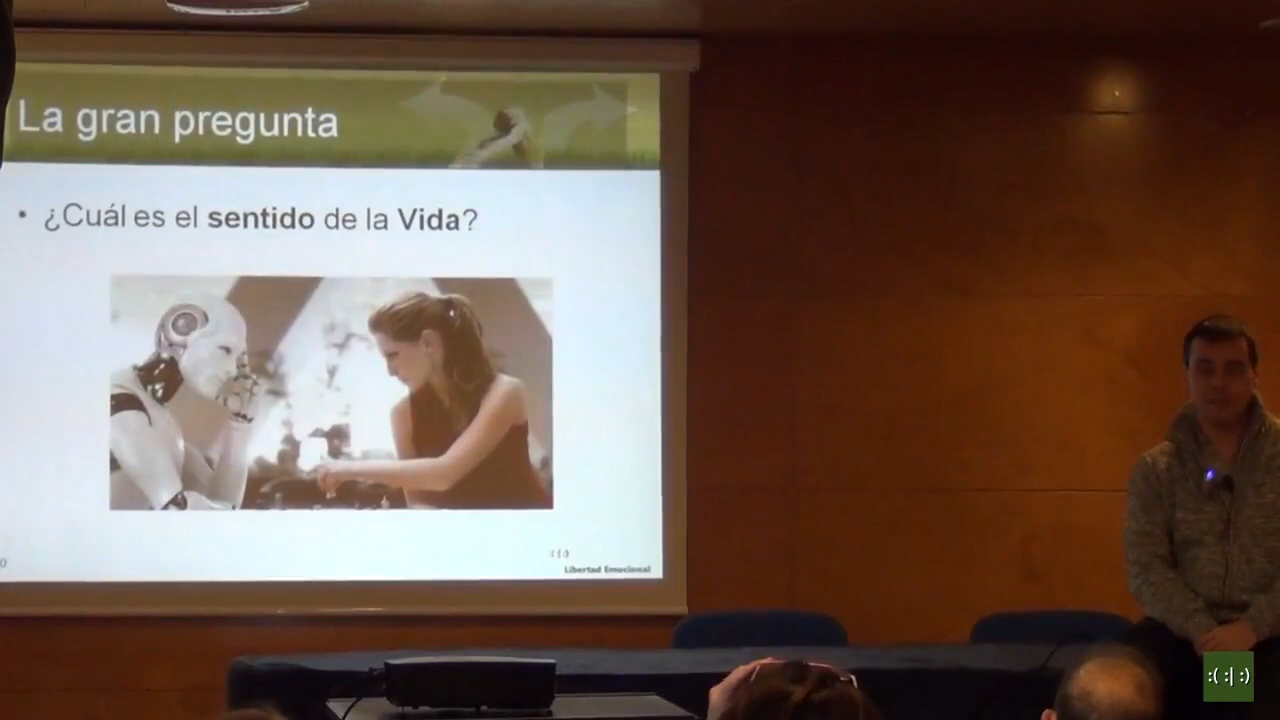 La gran pregunta
• ¿Cuál es el sentido de la Vida?
:(:|:)
Libertad Emocional
:( :| :)